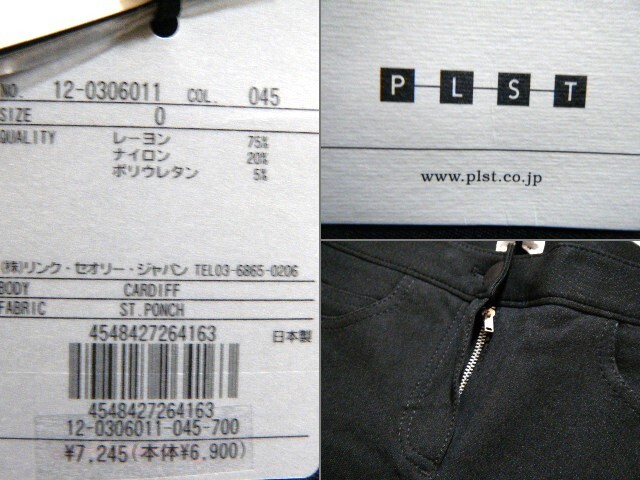 NO. 12-0306011 COL. 045
SIZE 0
QUALITY レーヨン 75%
ナイロン 20%
ポリウレタン 5%
(株)リンク・セオリー・ジャパン TEL03-6865-0206
BODY CARDIFF
FABRIC ST.PONCH
4548427264163 日本製
4548427264163
12-0306011-045-700
¥7,245(本体¥6,900)
PLST
www.plst.co.jp